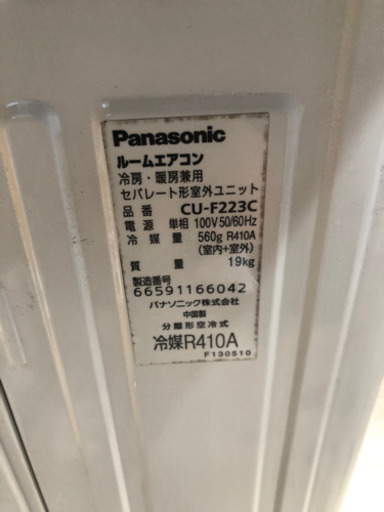 Panasonic
ルームエアコン
冷房・暖房兼用
セパレート形室外ユニット
品番 CU-F223C
電源 単相 100V 50/60Hz
冷媒量 560g R410A
(室内+室外)
質量 19kg
製造番号
66591166042
パナソニック株式会社
中国製
分離形空冷式
冷媒R410A
F130510